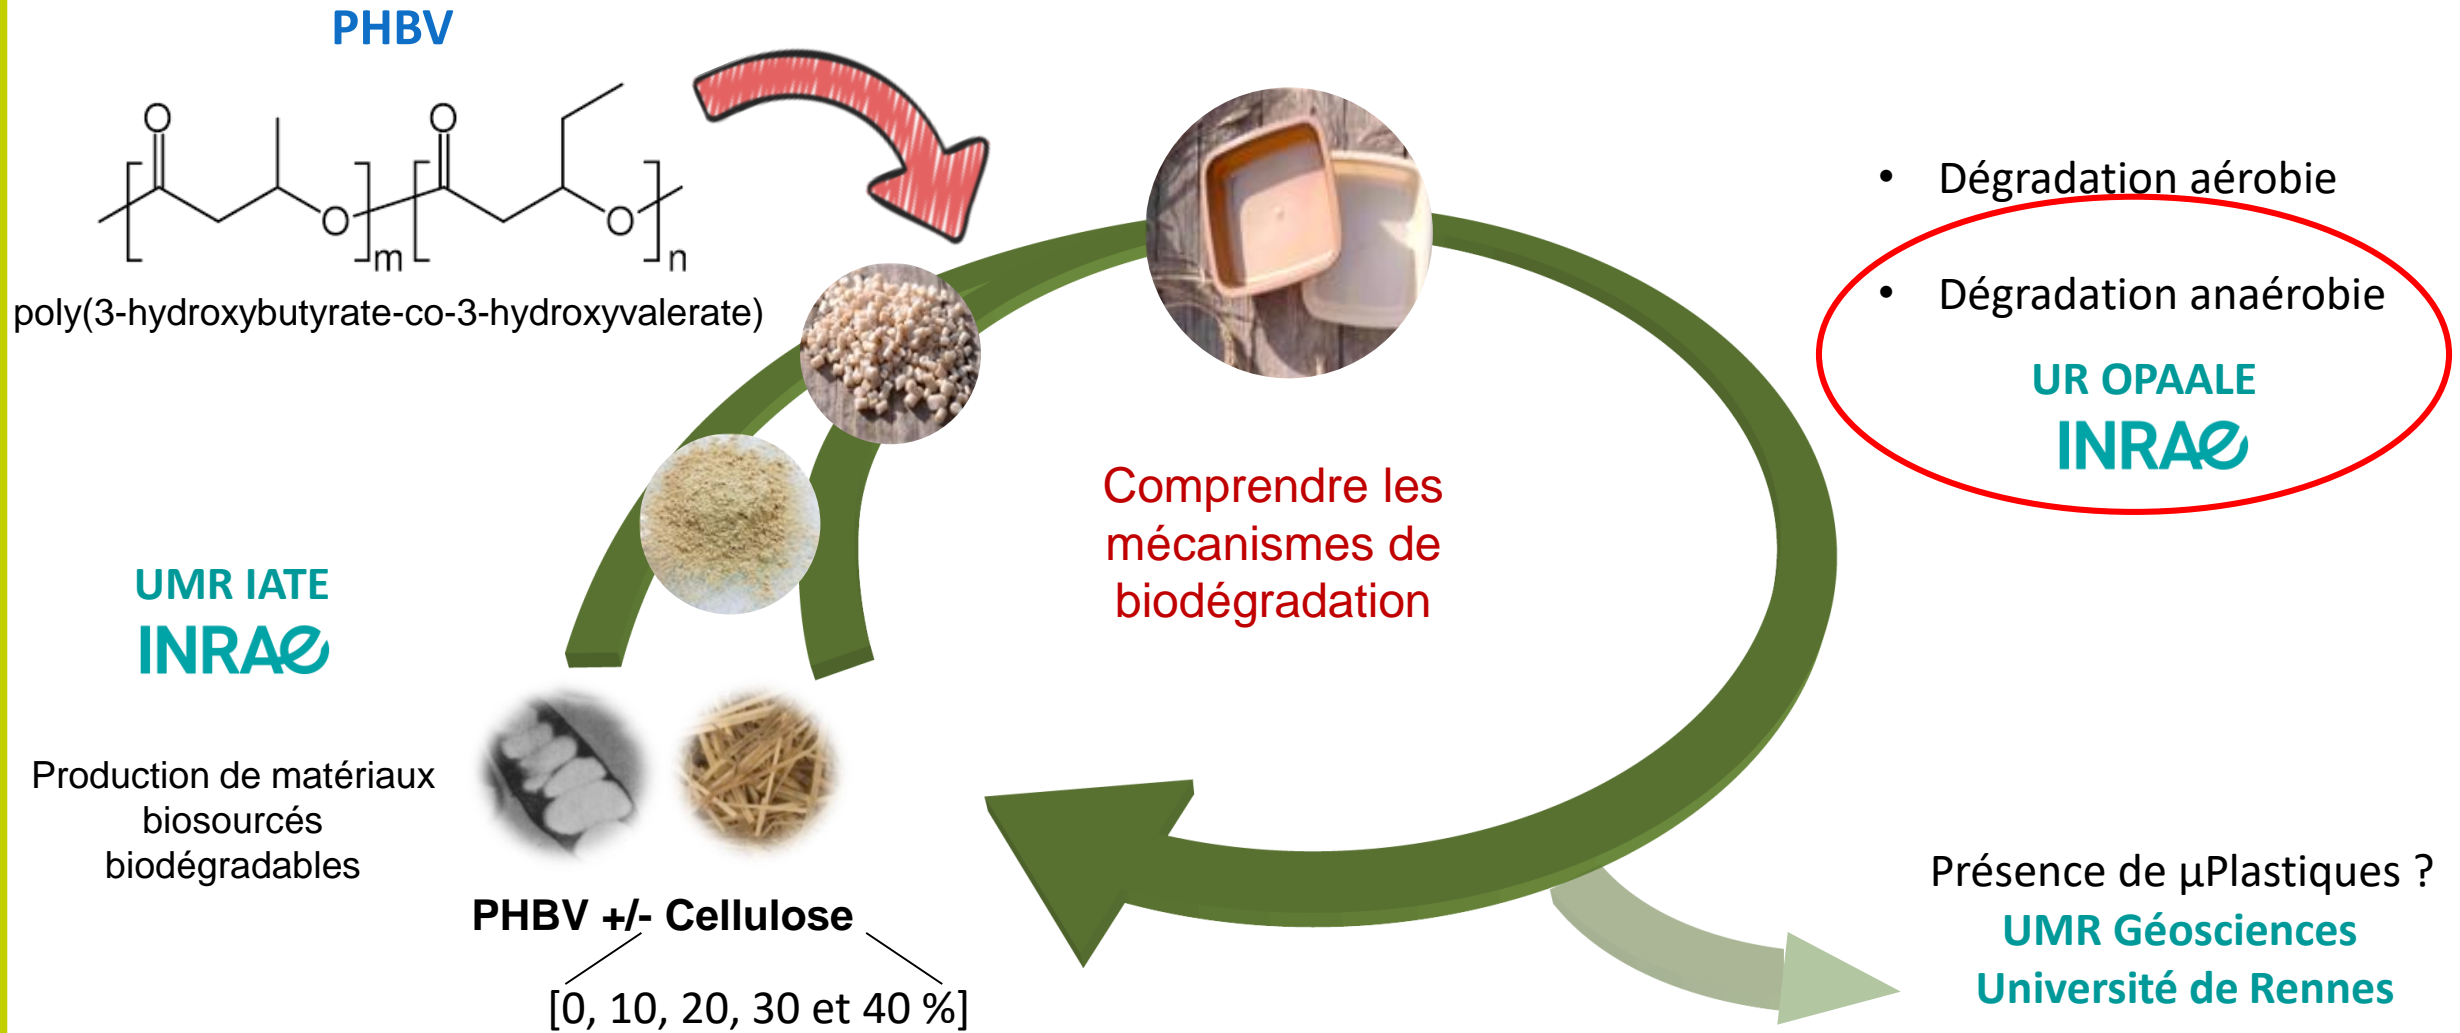 PHBV
O
O
O
O
m
n
poly(3-hydroxybutyrate-co-3-hydroxyvalerate)
• Dégradation aérobie
• Dégradation anaérobie
UR OPAALE
INRAE
Comprendre les
mécanismes de
biodégradation
UMR IATE
INRAE
Production de matériaux
biosourcés
biodégradables
PHBV +/- Cellulose
[0, 10, 20, 30 et 40 %]
Présence de µPlastiques ?
UMR Géosciences
Université de Rennes